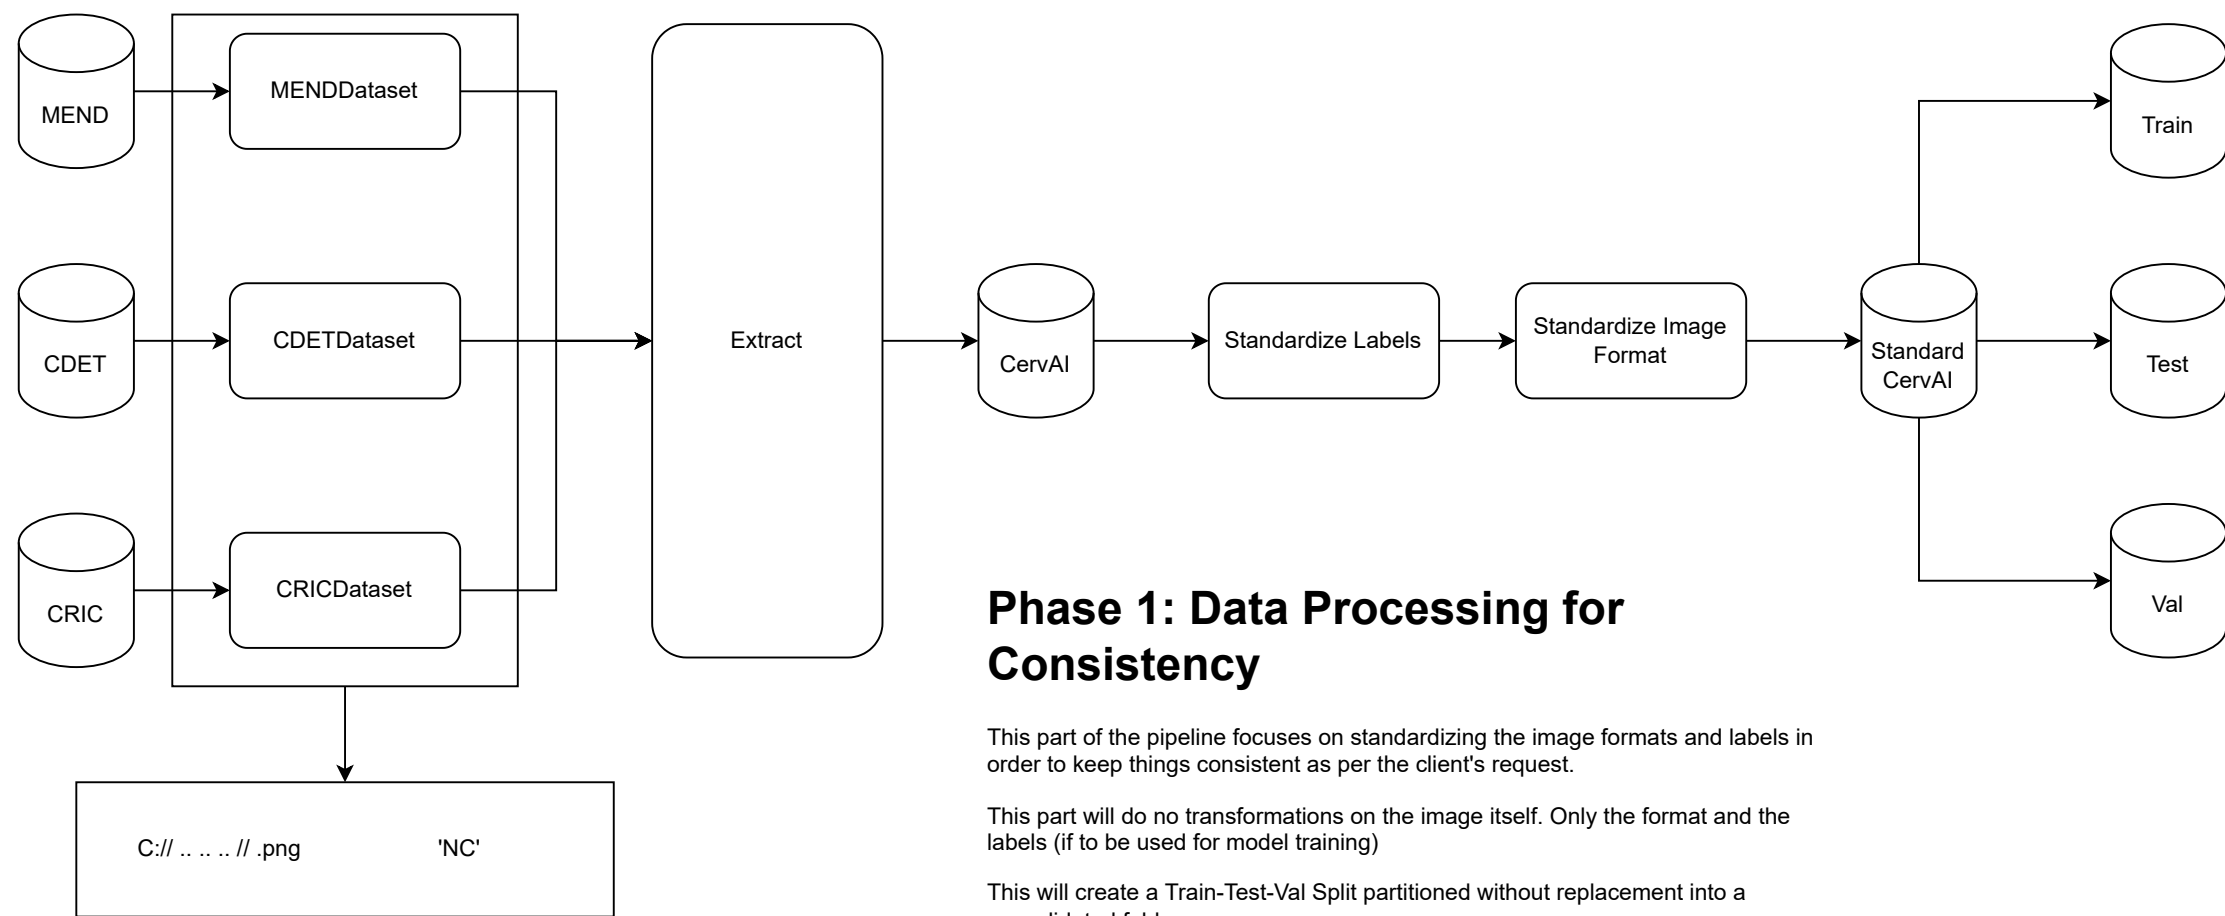 MEND
MENDDataset
Train
CDET
CDETDataset
Extract
CervAI
Standardize Labels
Standardize Image
Format
Standard
CervAI
Test
CRIC
CRICDataset
Val
Phase 1: Data Processing for
Consistency
This part of the pipeline focuses on standardizing the image formats and labels in
order to keep things consistent as per the client's request.
This part will do no transformations on the image itself. Only the format and the
labels (if to be used for model training)
This will create a Train-Test-Val Split partitioned without replacement into a
C:// .. .. .. // .png
'NC'